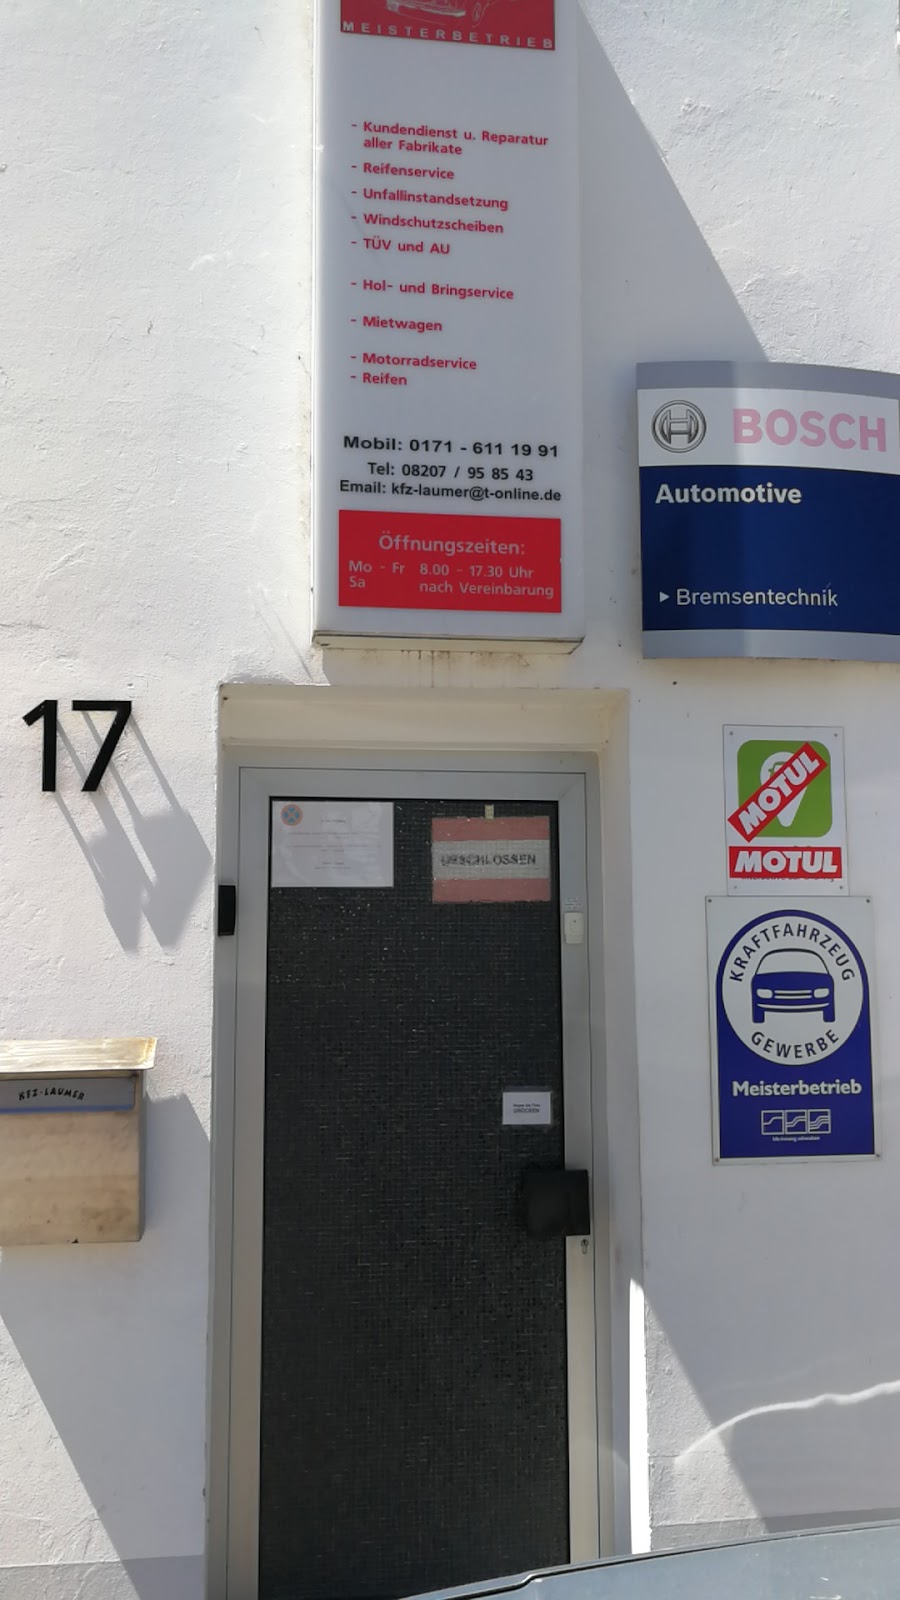 MEISTERBETRIEB
- Kundendienst u. Reparatur
aller Fabrikate
- Reifenservice
- Unfallinstandsetzung
- Windschutzscheiben
- TÜV und AU
- Hol- und Bringservice
- Mietwagen
- Motorradservice
- Reifen
Mobil: 0171 - 611 19 91
Tel: 08207 / 95 85 43
Email: kfz-laumer@t-online.de
Öffnungszeiten:
Mo - Fr 8.00 - 17.30 Uhr
Sa nach Vereinbarung
BOSCH
Automotive
Bremsentechnik
17
MOTUL
MOTUL
GESCHLOSSEN
KRAFTFAHRZEUG
GEWERBE
Meisterbetrieb
KFZ-LAUMER
DRÜCKEN